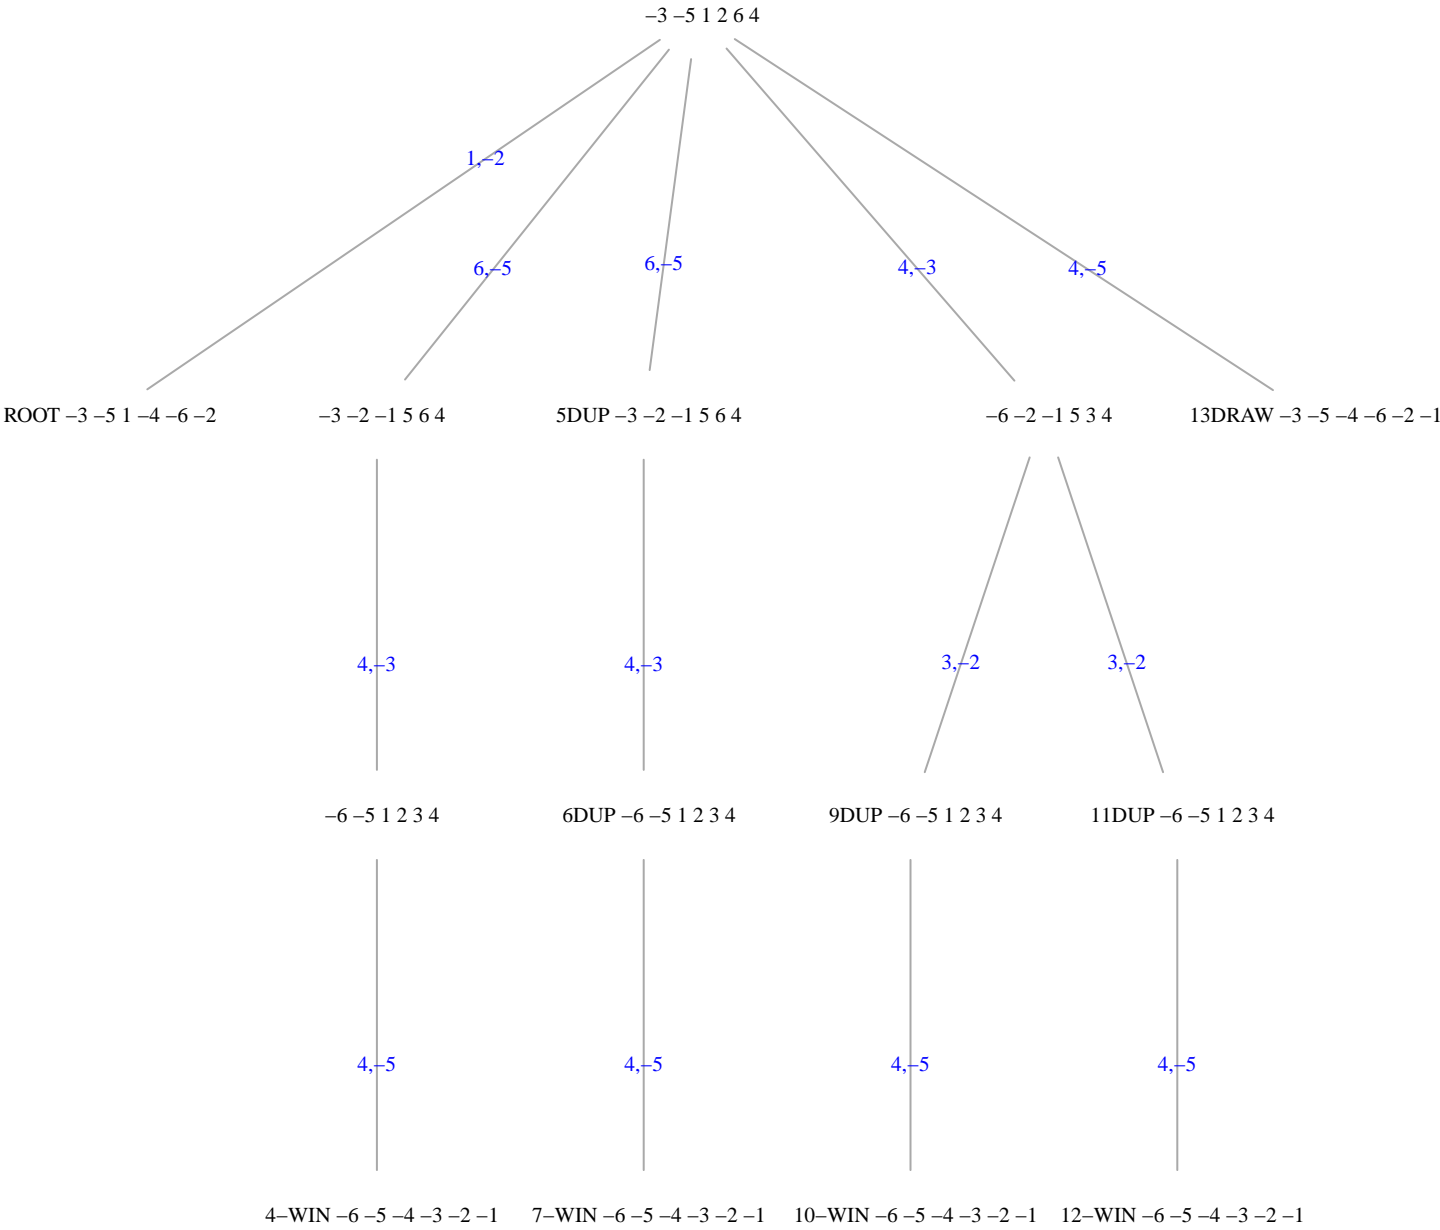 –3 –5 1 2 6 4
1,–2
6,–5
6,–5
4,–3
4,–5
ROOT –3 –5 1 –4 –6 –2
–3 –2 –1 5 6 4
5DUP –3 –2 –1 5 6 4
–6 –2 –1 5 3 4
13DRAW –3 –5 –4 –6 –2 –1
4,–3
4,–3
3,–2
3,–2
–6 –5 1 2 3 4
6DUP –6 –5 1 2 3 4
9DUP –6 –5 1 2 3 4
11DUP –6 –5 1 2 3 4
4,–5
4,–5
4,–5
4,–5
4–WIN –6 –5 –4 –3 –2 –1
7–WIN –6 –5 –4 –3 –2 –1
10–WIN –6 –5 –4 –3 –2 –1
12–WIN –6 –5 –4 –3 –2 –1